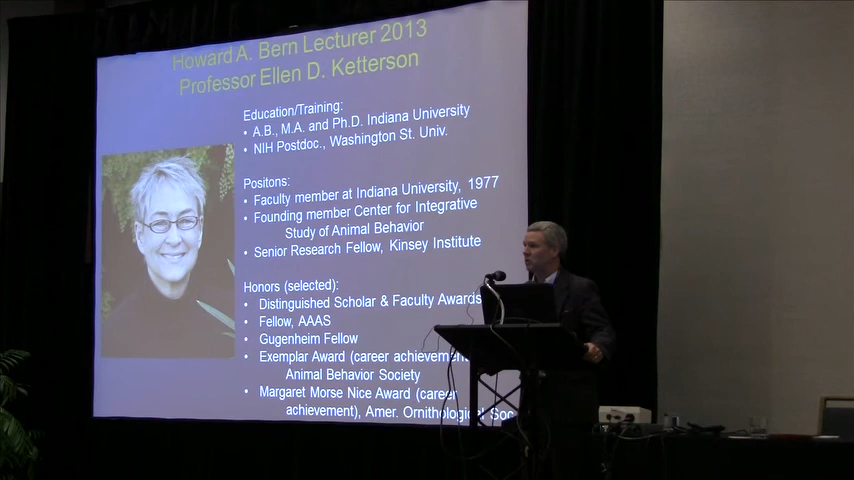 Howard A. Bern Lecturer 2013
Professor Ellen D. Ketterson
Education/Training:
• A.B., M.A. and Ph.D. Indiana University
• NIH Postdoc., Washington St. Univ.
Positons:
• Faculty member at Indiana University, 1977
• Founding member Center for Integrative
Study of Animal Behavior
• Senior Research Fellow, Kinsey Institute
Honors (selected):
• Distinguished Scholar & Faculty Awards
• Fellow, AAAS
• Gugenheim Fellow
• Exemplar Award (career achievement
Animal Behavior Society
• Margaret Morse Nice Award (career
achievement), Amer. Ornithological Soc